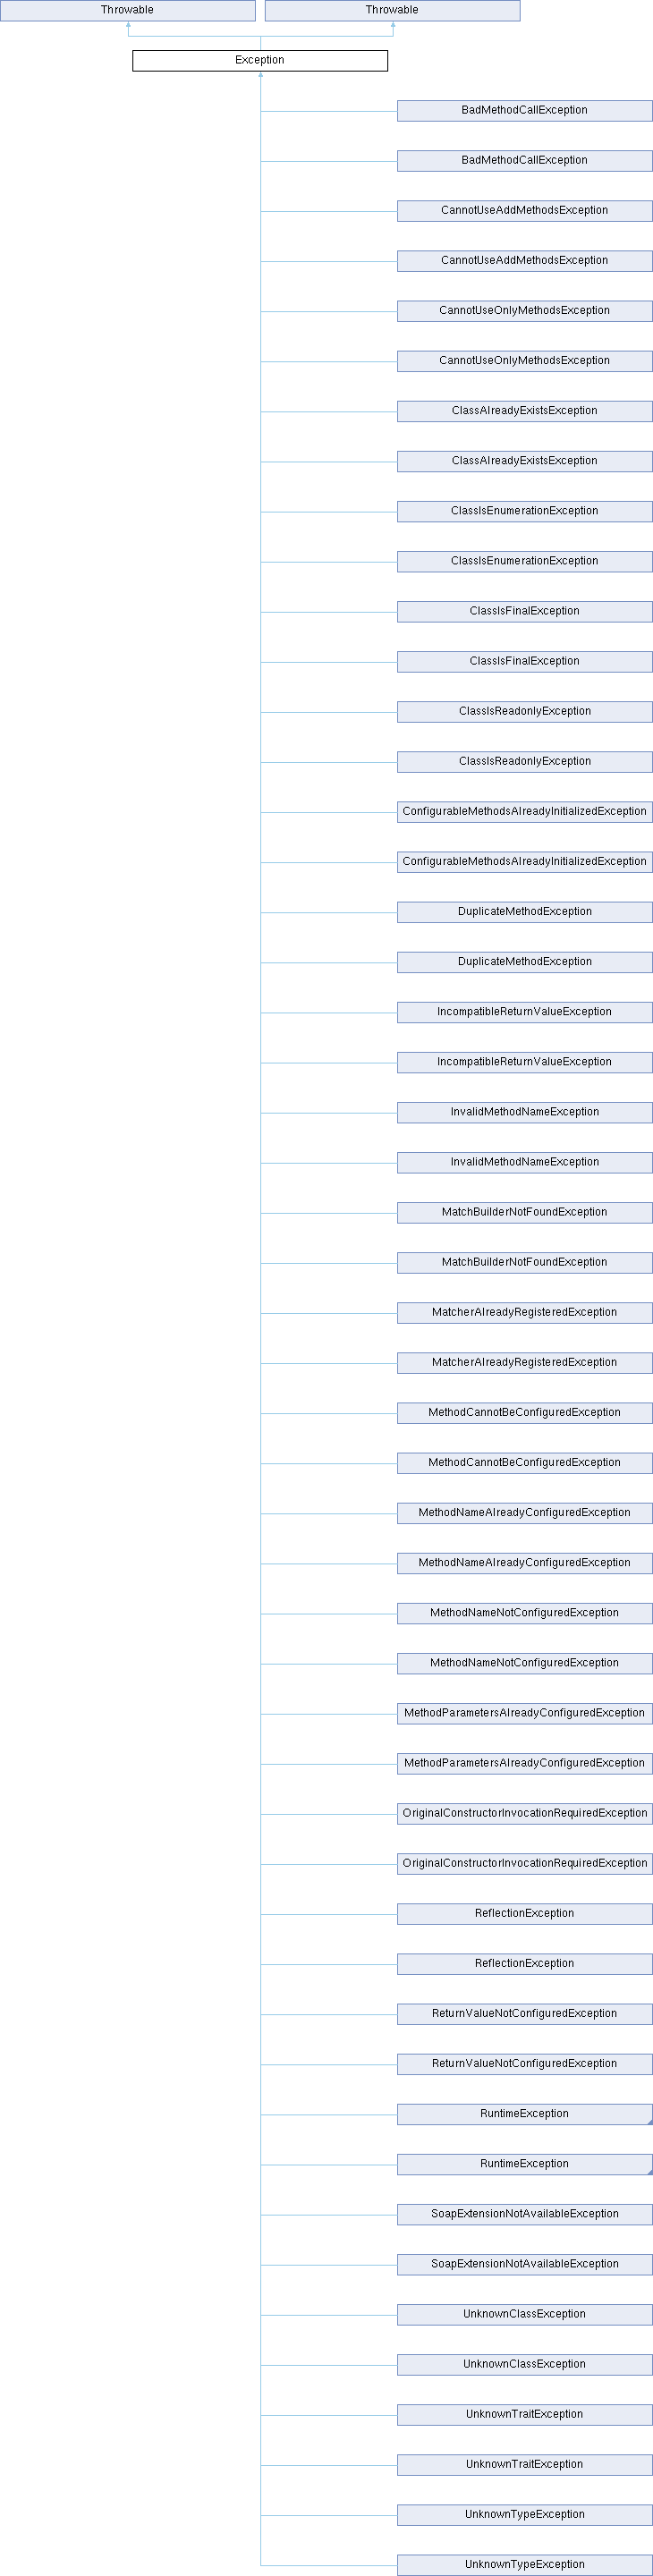 Throwable
Throwable
Exception
BadMethodCallException
BadMethodCallException
CannotUseAddMethodsException
CannotUseAddMethodsException
CannotUseOnlyMethodsException
CannotUseOnlyMethodsException
ClassAlreadyExistsException
ClassAlreadyExistsException
ClassIsEnumerationException
ClassIsEnumerationException
ClassIsFinalException
ClassIsFinalException
ClassIsReadonlyException
ClassIsReadonlyException
ConfigurableMethodsAlreadyInitializedException
ConfigurableMethodsAlreadyInitializedException
DuplicateMethodException
DuplicateMethodException
IncompatibleReturnValueException
IncompatibleReturnValueException
InvalidMethodNameException
InvalidMethodNameException
MatchBuilderNotFoundException
MatchBuilderNotFoundException
MatcherAlreadyRegisteredException
MatcherAlreadyRegisteredException
MethodCannotBeConfiguredException
MethodCannotBeConfiguredException
MethodNameAlreadyConfiguredException
MethodNameAlreadyConfiguredException
MethodNameNotConfiguredException
MethodNameNotConfiguredException
MethodParametersAlreadyConfiguredException
MethodParametersAlreadyConfiguredException
OriginalConstructorInvocationRequiredException
OriginalConstructorInvocationRequiredException
ReflectionException
ReflectionException
ReturnValueNotConfiguredException
ReturnValueNotConfiguredException
RuntimeException
RuntimeException
SoapExtensionNotAvailableException
SoapExtensionNotAvailableException
UnknownClassException
UnknownClassException
UnknownTraitException
UnknownTraitException
UnknownTypeException
UnknownTypeException